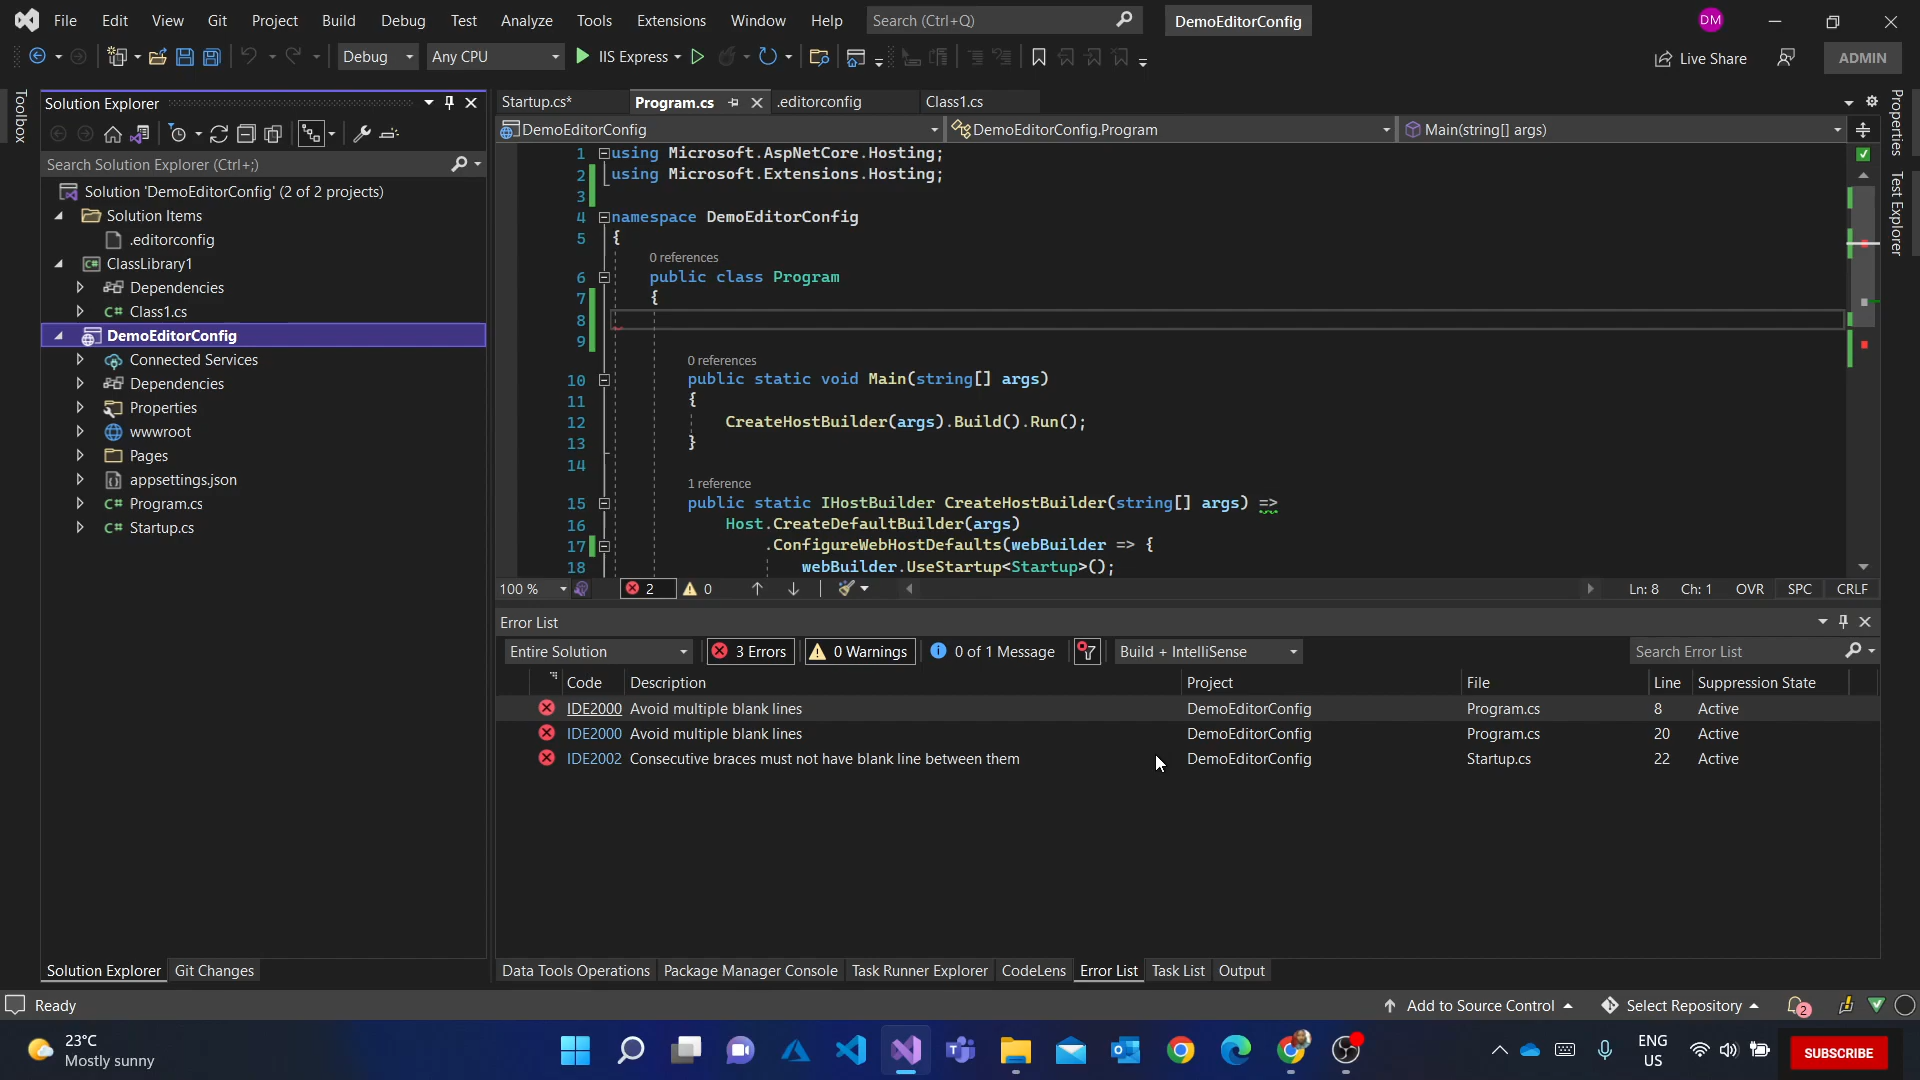 File Edit View Git Project Build Debug Test Analyze Tools Extensions Window Help Search (Ctrl+Q) DemoEditorConfig DM
Debug Any CPU IIS Express Live Share ADMIN
Toolbox
Solution Explorer
Search Solution Explorer (Ctrl+;)
Solution 'DemoEditorConfig' (2 of 2 projects)
Solution Items
.editorconfig
ClassLibrary1
Dependencies
C# Class1.cs
DemoEditorConfig
Connected Services
Dependencies
Properties
wwwroot
Pages
appsettings.json
C# Program.cs
C# Startup.cs
Solution Explorer Git Changes
Startup.cs* Program.cs .editorconfig Class1.cs
DemoEditorConfig DemoEditorConfig.Program Main(string[] args)
1 using Microsoft.AspNetCore.Hosting;
2 using Microsoft.Extensions.Hosting;
3
4 namespace DemoEditorConfig
5 {
0 references
6 public class Program
7 {
8
9
0 references
10 public static void Main(string[] args)
11 {
12 CreateHostBuilder(args).Build().Run();
13 }
14
1 reference
15 public static IHostBuilder CreateHostBuilder(string[] args) =>
16 Host.CreateDefaultBuilder(args)
17 .ConfigureWebHostDefaults(webBuilder => {
18 webBuilder.UseStartup<Startup>();
100 % 2 0 Ln: 8 Ch: 1 OVR SPC CRLF
Properties
Test Explorer
Error List
Entire Solution 3 Errors 0 Warnings 0 of 1 Message Build + IntelliSense Search Error List
Code Description Project File Line Suppression State
IDE2000 Avoid multiple blank lines DemoEditorConfig Program.cs 8 Active
IDE2000 Avoid multiple blank lines DemoEditorConfig Program.cs 20 Active
IDE2002 Consecutive braces must not have blank line between them DemoEditorConfig Startup.cs 22 Active
Data Tools Operations Package Manager Console Task Runner Explorer CodeLens Error List Task List Output
Ready Add to Source Control Select Repository 2
23°C
Mostly sunny
ENG
US
SUBSCRIBE